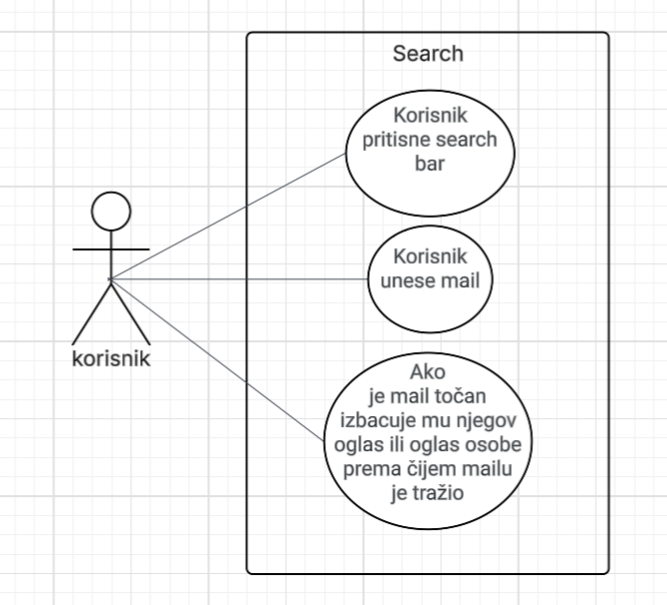 Search
Korisnik
pritisne search
bar
Korisnik
unese mail
korisnik
Ako
je mail točan
izbacuje mu njegov
oglas ili oglas osobe
prema čijem mailu
je tražio